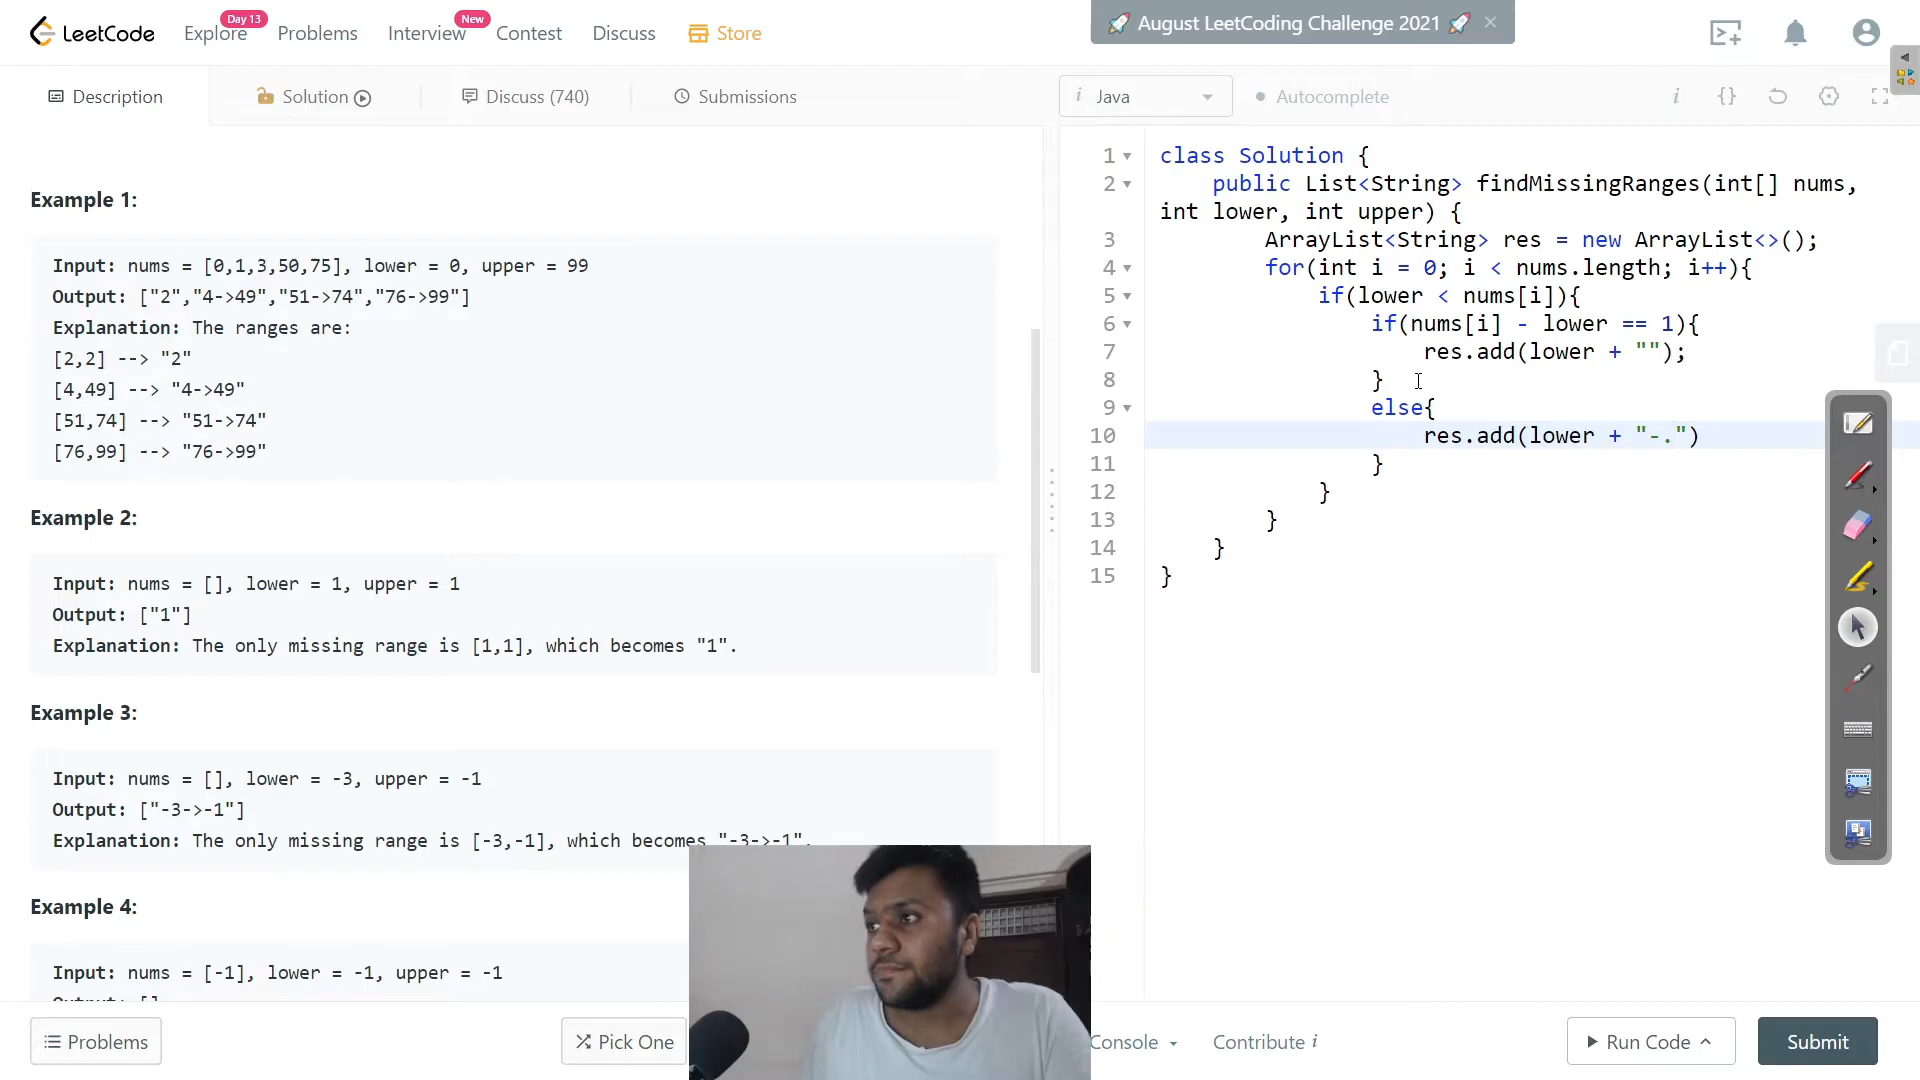 LeetCode
Explore
Day 13
Problems
Interview
New
Contest
Discuss
Store
🚀 August LeetCoding Challenge 2021 🚀
Description
Solution
Discuss (740)
Submissions
i Java
Autocomplete
i {}
Example 1:
Input: nums = [0,1,3,50,75], lower = 0, upper = 99
Output: ["2","4->49","51->74","76->99"]
Explanation: The ranges are:
[2,2] --> "2"
[4,49] --> "4->49"
[51,74] --> "51->74"
[76,99] --> "76->99"
Example 2:
Input: nums = [], lower = 1, upper = 1
Output: ["1"]
Explanation: The only missing range is [1,1], which becomes "1".
Example 3:
Input: nums = [], lower = -3, upper = -1
Output: ["-3->-1"]
Explanation: The only missing range is [-3,-1], which becomes "-3->-1".
Example 4:
Input: nums = [-1], lower = -1, upper = -1
1 class Solution {
2 public List<String> findMissingRanges(int[] nums,
int lower, int upper) {
3 ArrayList<String> res = new ArrayList<>();
4 for(int i = 0; i < nums.length; i++){
5 if(lower < nums[i]){
6 if(nums[i] - lower == 1){
7 res.add(lower + "");
8 }
9 else{
10 res.add(lower + "-.")
11 }
12 }
13 }
14 }
15 }
Problems
Pick One
Console
Contribute i
Run Code
Submit